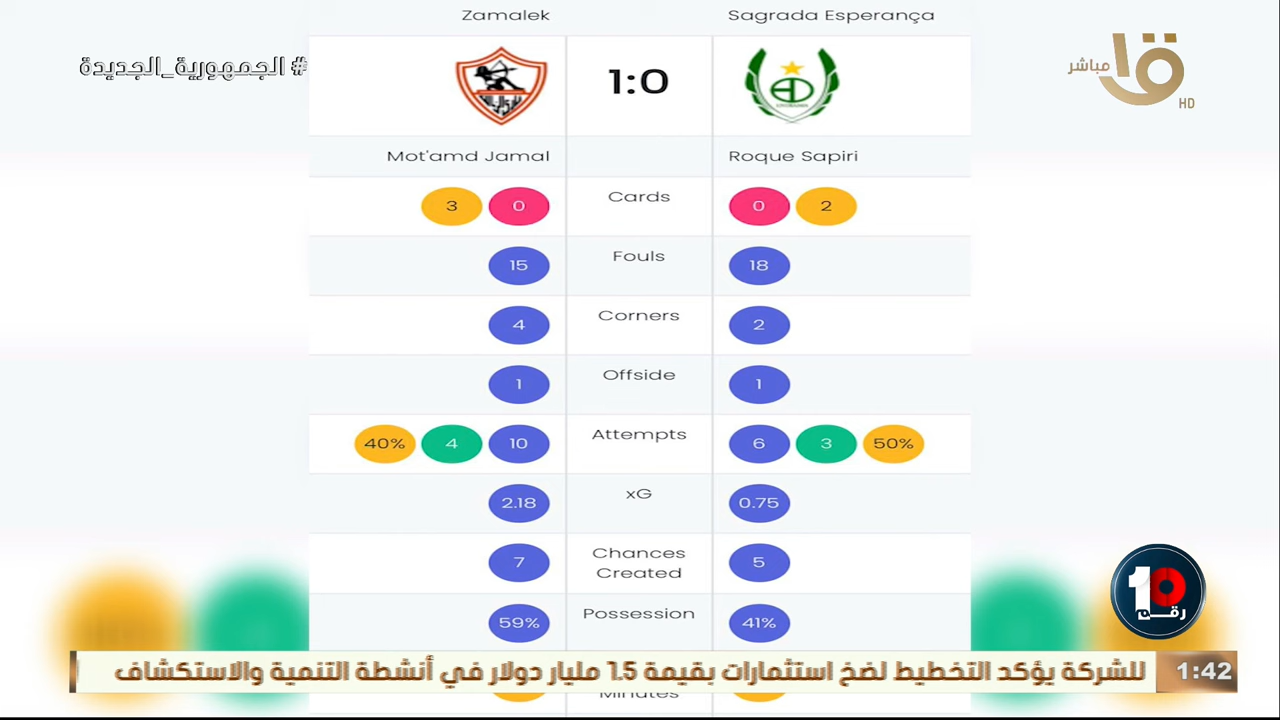 Zamalek Sagrada Esperança
# الجمهورية_الجديدة
مباشر
HD
1:0
Mot'amd Jamal Roque Sapiri
3 0 Cards 0 2
15 Fouls 18
4 Corners 2
1 Offside 1
40% 4 10 Attempts 6 3 50%
2.18 xG 0.75
7 Chances Created 5
59% Possession 41%
رقم 10
للشركة يؤكد التخطيط لضخ استثمارات بقيمة 1.5 مليار دولار في أنشطة التنمية والاستكشاف
1:42
Minutes